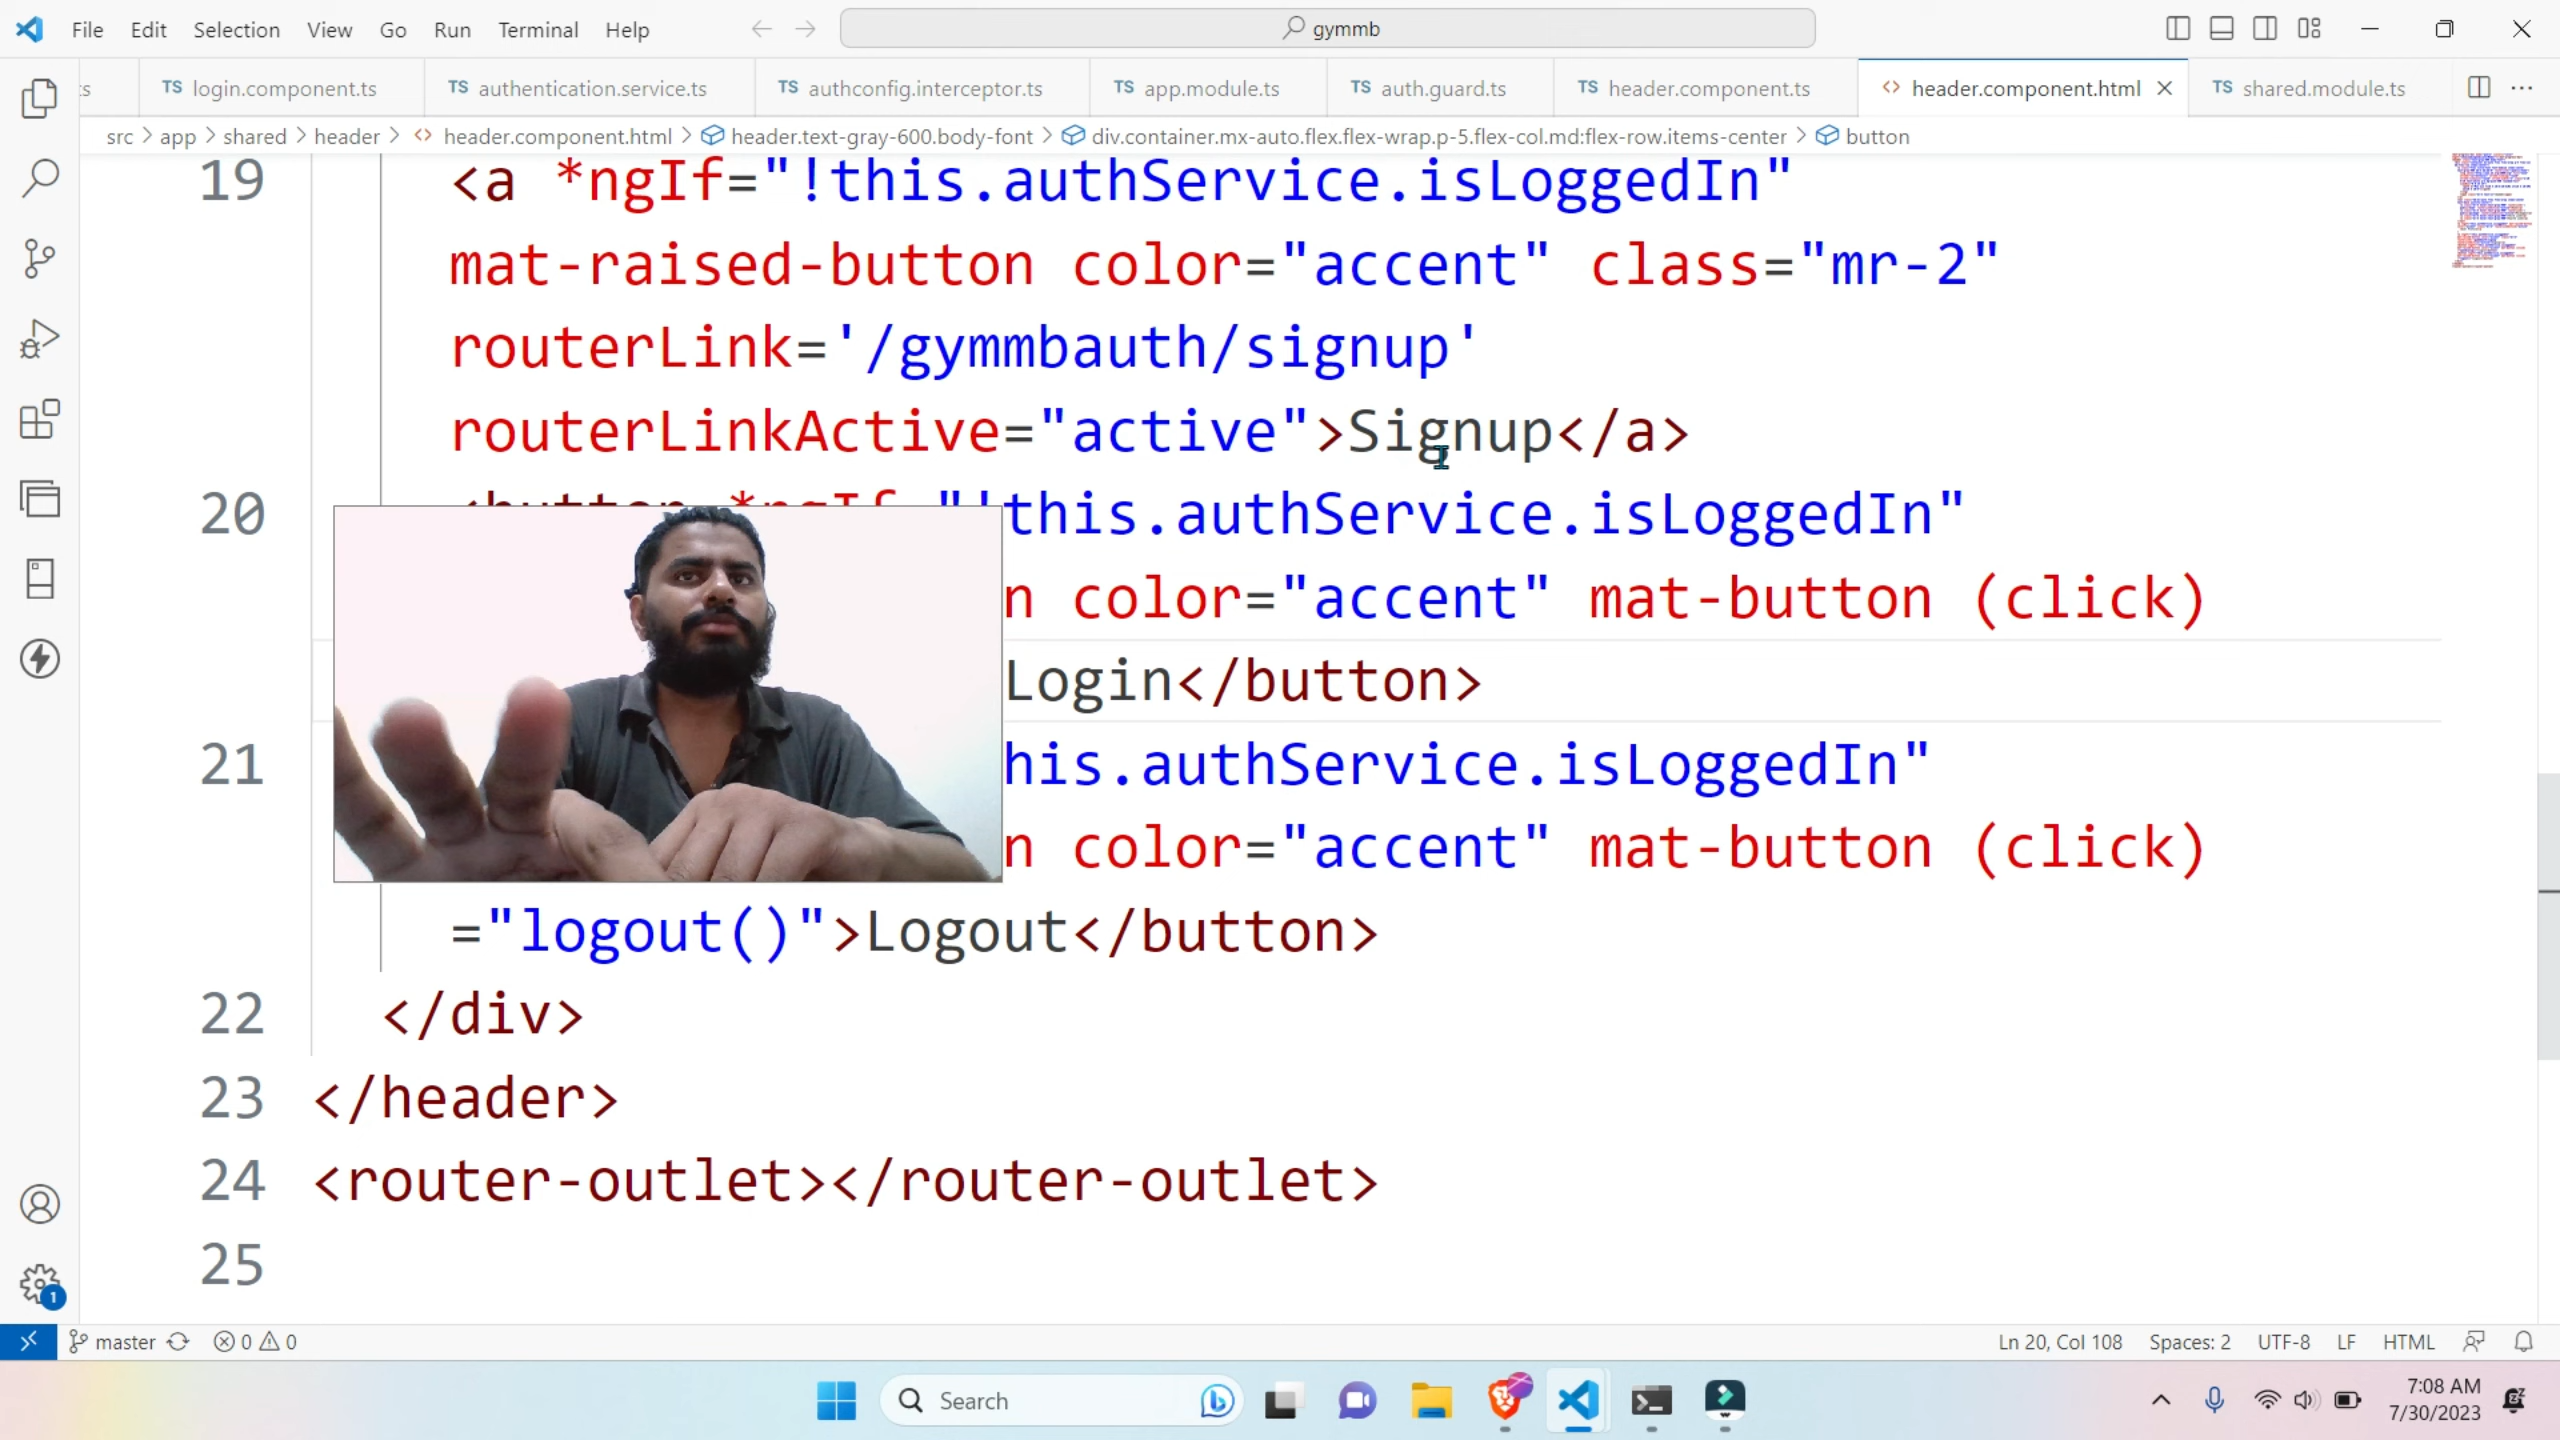 File Edit Selection View Go Run Terminal Help gymmb
ts login.component.ts authentication.service.ts authconfig.interceptor.ts app.module.ts auth.guard.ts header.component.ts header.component.html shared.module.ts
src > app > shared > header > header.component.html > header.text-gray-600.body-font > div.container.mx-auto.flex.flex-wrap.p-5.flex-col.md:flex-row.items-center > button
19 <a *ngIf="!this.authService.isLoggedIn"
mat-raised-button color="accent" class="mr-2"
routerLink='/gymmbauth/signup'
routerLinkActive="active">Signup</a>
20 <button *ngIf="!this.authService.isLoggedIn"
n color="accent" mat-button (click)
Login</button>
21 his.authService.isLoggedIn"
n color="accent" mat-button (click)
="logout()">Logout</button>
22 </div>
23 </header>
24 <router-outlet></router-outlet>
25
1
master 0 0 Ln 20, Col 108 Spaces: 2 UTF-8 LF HTML
Search
7:08 AM
7/30/2023